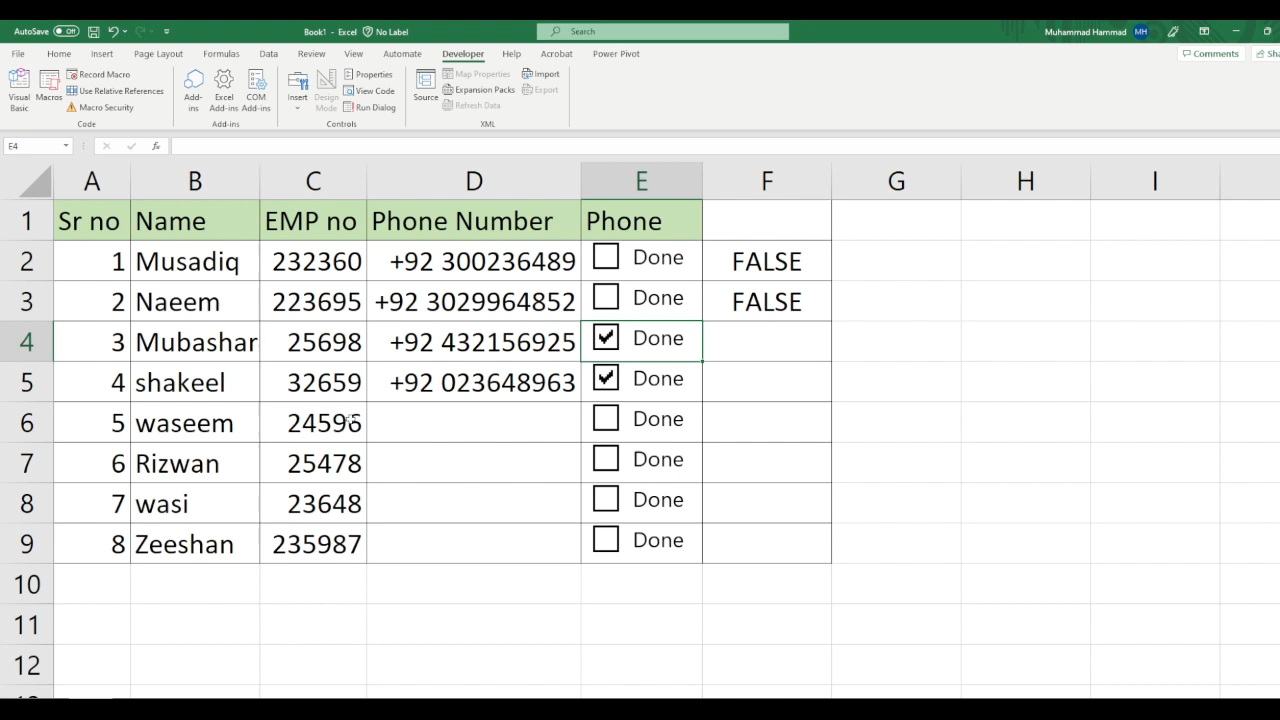 AutoSave Off Book1 - Excel No Label Search Muhammad Hammad MH
File Home Insert Page Layout Formulas Data Review View Automate Developer Help Acrobat Power Pivot Comments Sha
Visual Basic Macros Record Macro Use Relative References Macro Security Code
Add-ins Excel Add-ins COM Add-ins Add-ins
Insert Design Mode Properties View Code Run Dialog Controls
Source Map Properties Expansion Packs Refresh Data Import Export XML
E4 fx
A B C D E F G H I
1 Sr no Name EMP no Phone Number Phone
2 1 Musadiq 232360 +92 300236489 Done FALSE
3 2 Naeem 223695 +92 3029964852 Done FALSE
4 3 Mubashar 25698 +92 432156925 Done
5 4 shakeel 32659 +92 023648963 Done
6 5 waseem 24596 Done
7 6 Rizwan 25478 Done
8 7 wasi 23648 Done
9 8 Zeeshan 235987 Done
10
11
12